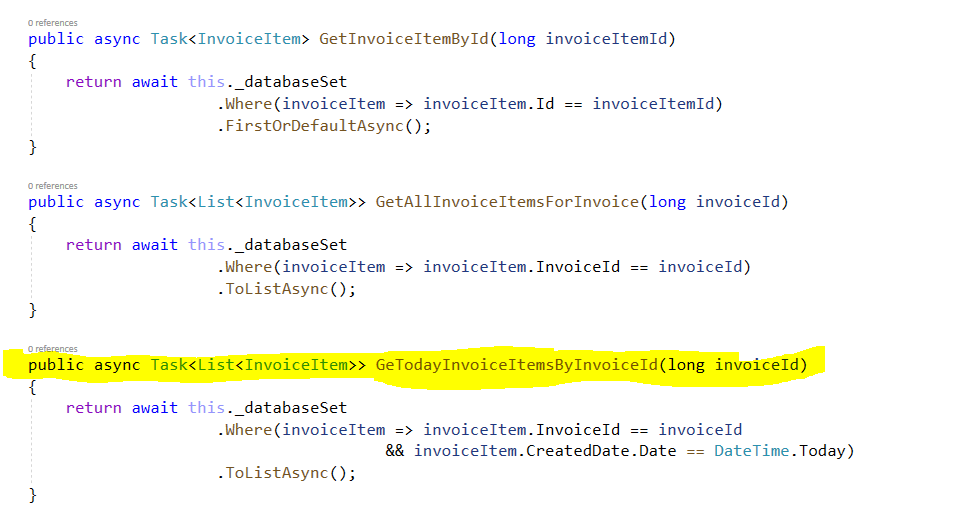 0 references
public async Task<InvoiceItem> GetInvoiceItemById(long invoiceItemId)
{
return await this._databaseSet
.Where(invoiceItem => invoiceItem.Id == invoiceItemId)
.FirstOrDefaultAsync();
}
0 references
public async Task<List<InvoiceItem>> GetAllInvoiceItemsForInvoice(long invoiceId)
{
return await this._databaseSet
.Where(invoiceItem => invoiceItem.InvoiceId == invoiceId)
.ToListAsync();
}
0 references
public async Task<List<InvoiceItem>> GeTodayInvoiceItemsByInvoiceId(long invoiceId)
{
return await this._databaseSet
.Where(invoiceItem => invoiceItem.InvoiceId == invoiceId
&& invoiceItem.CreatedDate.Date == DateTime.Today)
.ToListAsync();
}